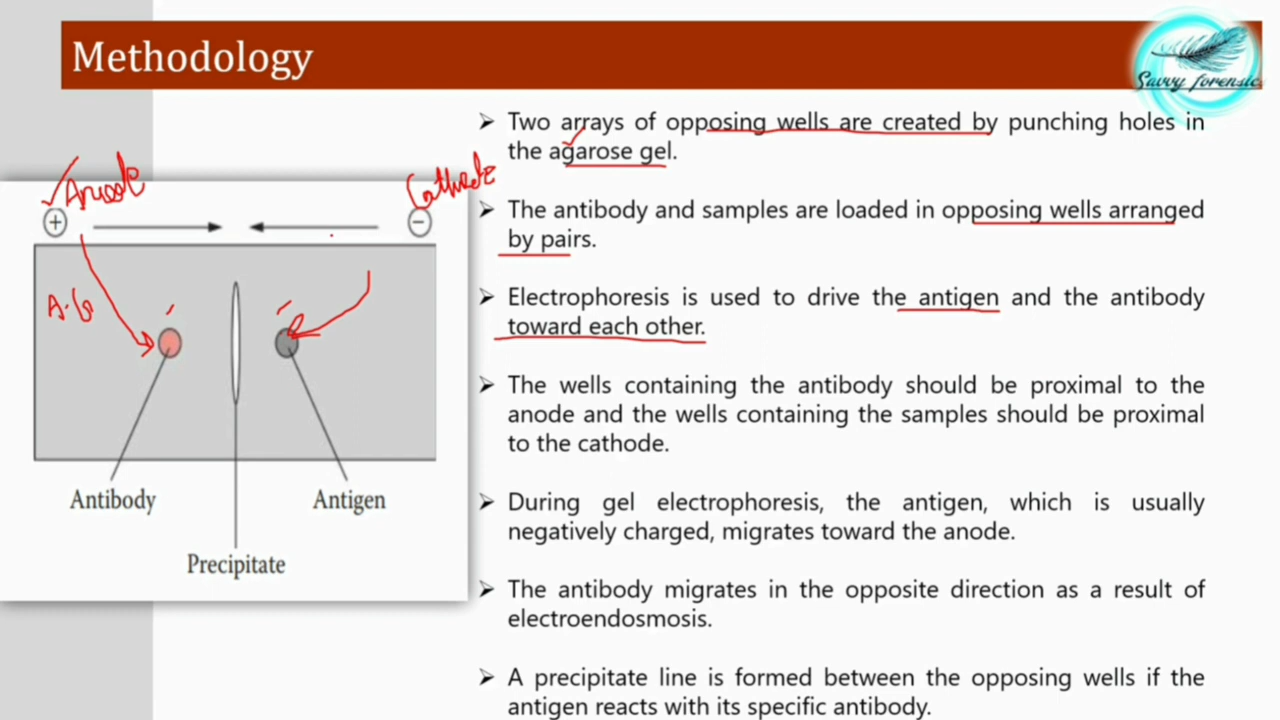 Methodology
Savvy forensic
➢ Two arrays of opposing wells are created by punching holes in
the agarose gel.
Anode
Cathode
+
−
➢ The antibody and samples are loaded in opposing wells arranged
by pairs.
➢ Electrophoresis is used to drive the antigen and the antibody
toward each other.
➢ The wells containing the antibody should be proximal to the
anode and the wells containing the samples should be proximal
to the cathode.
Antibody
Antigen
Precipitate
➢ During gel electrophoresis, the antigen, which is usually
negatively charged, migrates toward the anode.
➢ The antibody migrates in the opposite direction as a result of
electroendosmosis.
➢ A precipitate line is formed between the opposing wells if the
antigen reacts with its specific antibody.